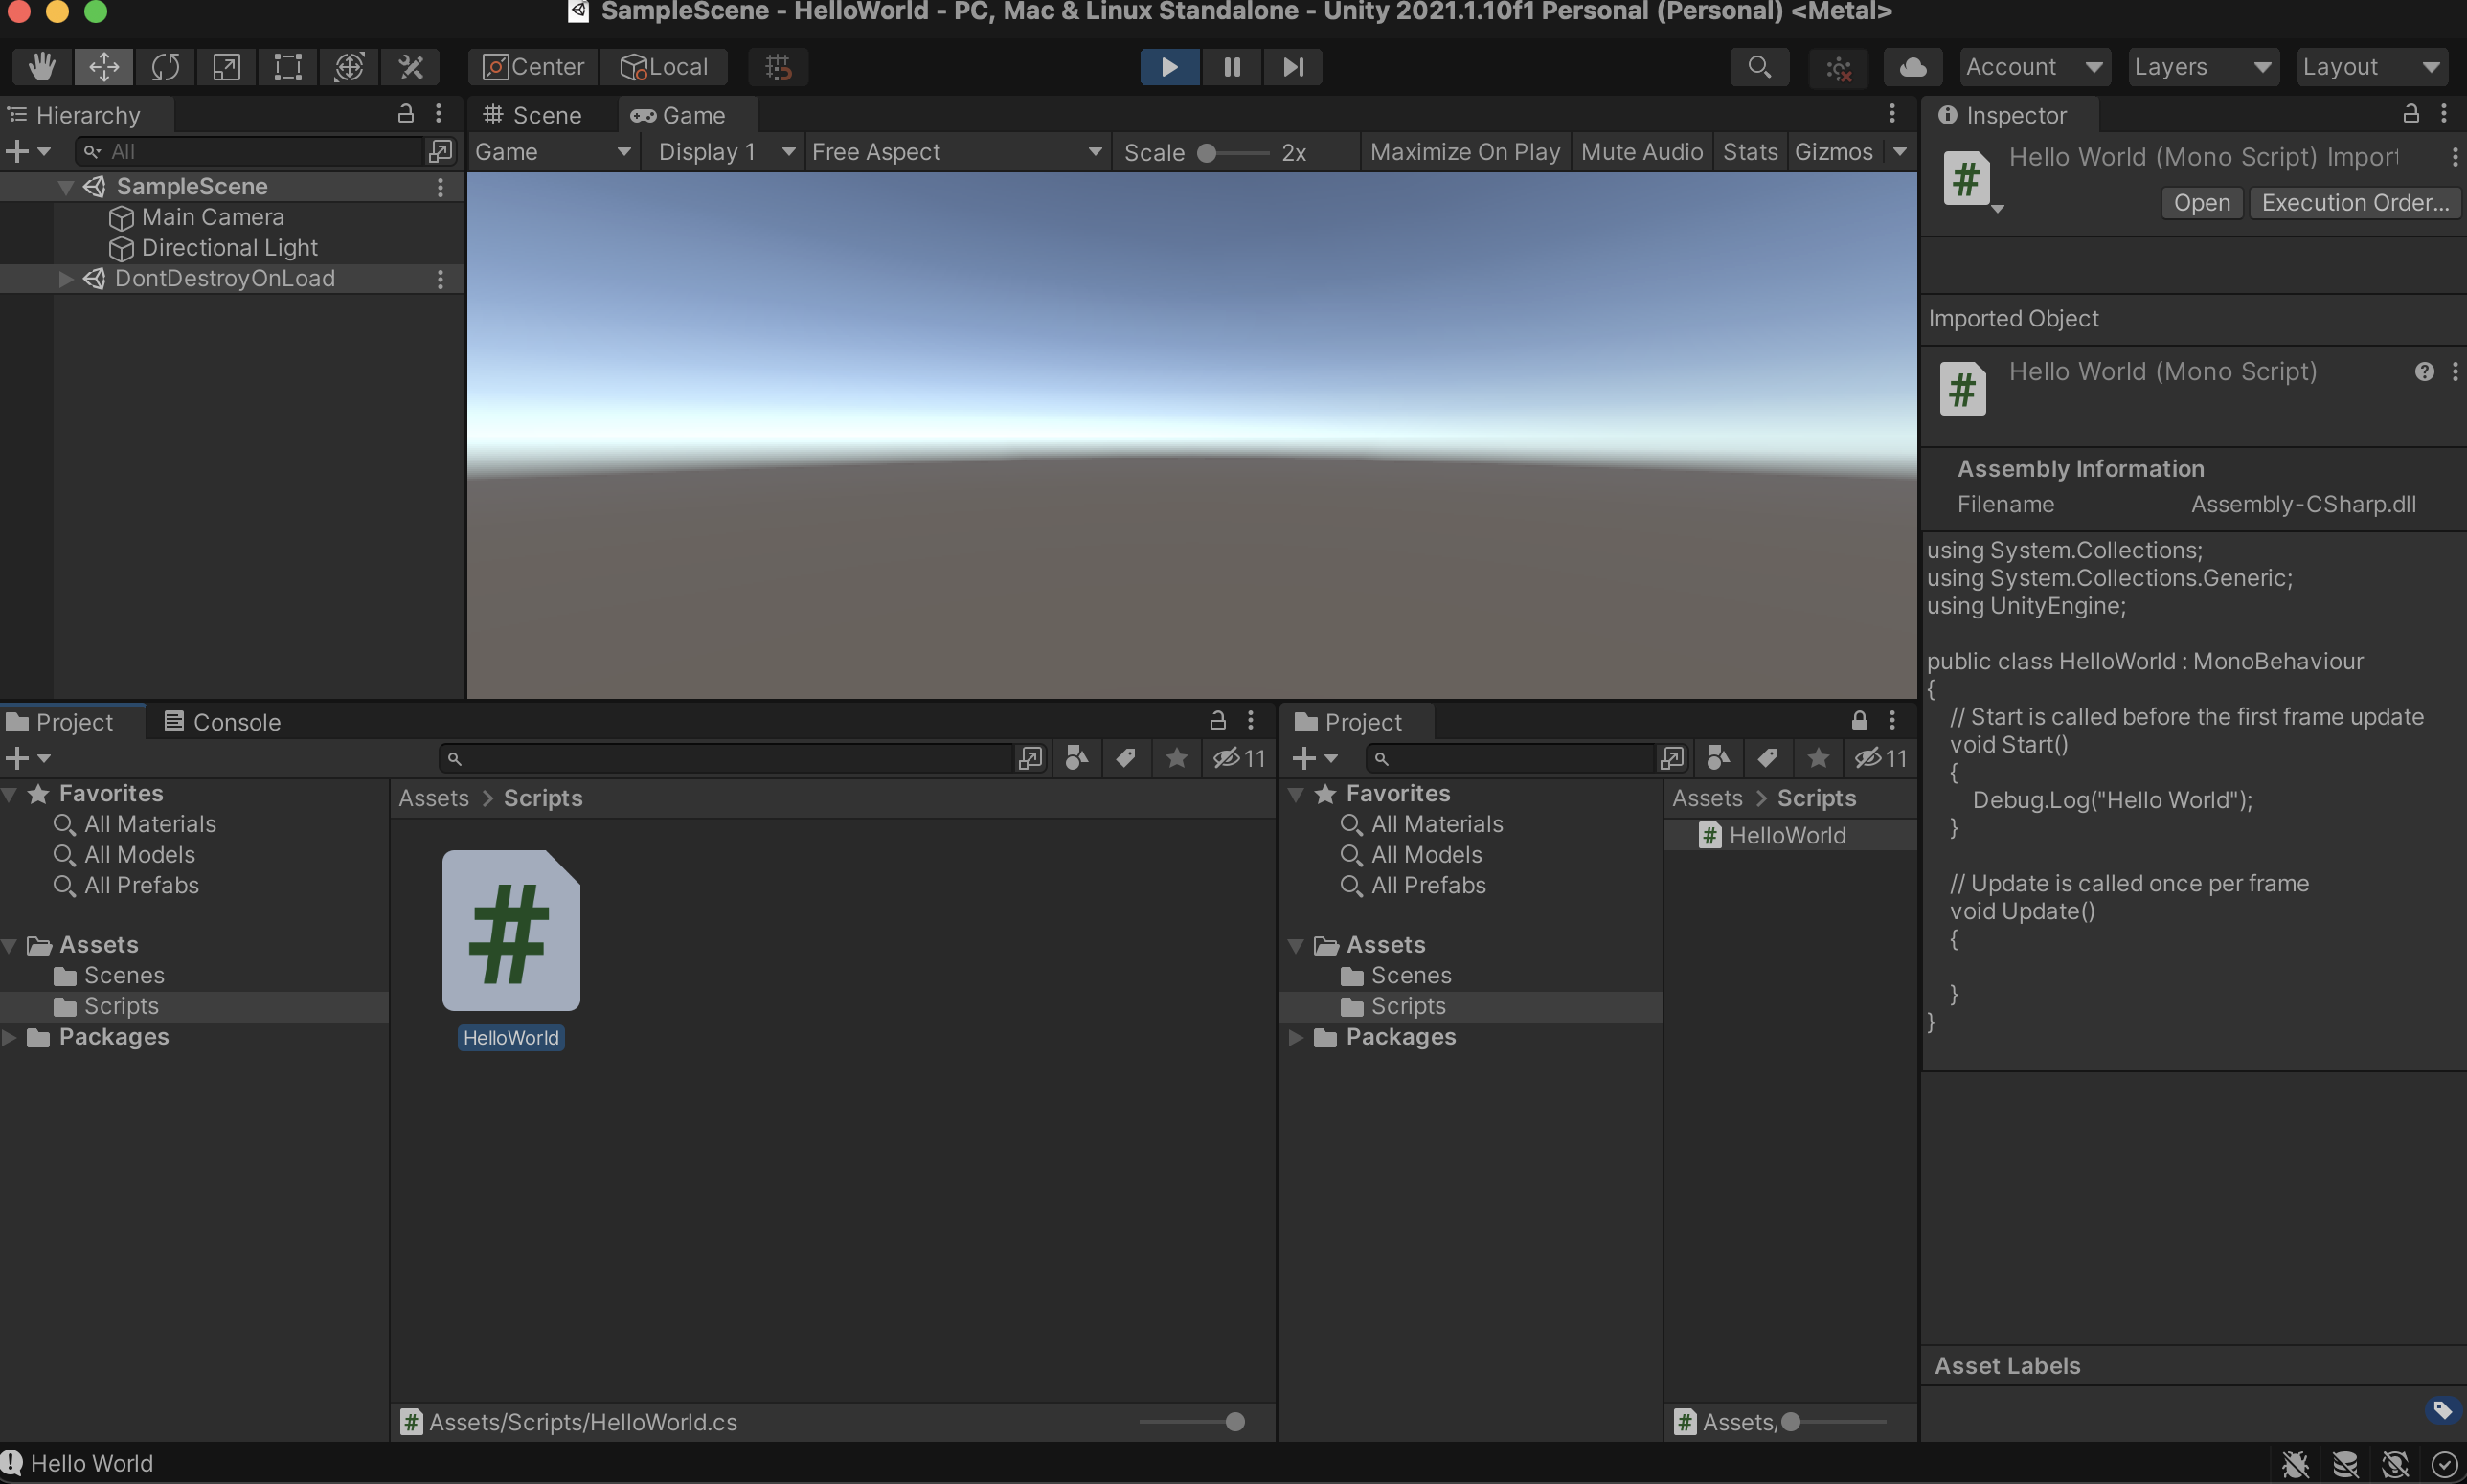 SampleScene - HelloWorld - PC, Mac & Linux Standalone - Unity 2021.1.10f1 Personal (Personal) <Metal>
Center Local Account Layers Layout
Hierarchy
All
SampleScene
Main Camera
Directional Light
DontDestroyOnLoad
Scene Game
Game Display 1 Free Aspect Scale 2x Maximize On Play Mute Audio Stats Gizmos
Inspector
Hello World (Mono Script) Import
Open Execution Order...
Imported Object
Hello World (Mono Script)
Assembly Information
Filename Assembly-CSharp.dll
using System.Collections;
using System.Collections.Generic;
using UnityEngine;
public class HelloWorld : MonoBehaviour
{
// Start is called before the first frame update
void Start()
{
Debug.Log("Hello World");
}
// Update is called once per frame
void Update()
{
}
}
Asset Labels
Project Console
11
Favorites
All Materials
All Models
All Prefabs
Assets
Scenes
Scripts
Packages
Assets > Scripts
#
HelloWorld
Assets/Scripts/HelloWorld.cs
Project
11
Favorites
All Materials
All Models
All Prefabs
Assets
Scenes
Scripts
Packages
Assets > Scripts
HelloWorld
Assets/
Hello World